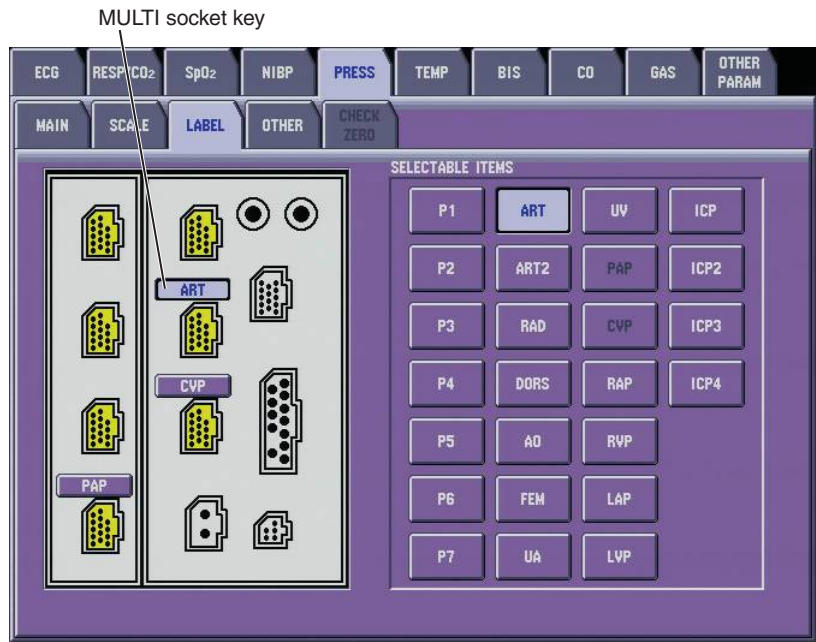 MULTI socket key
ECG RESP/CO2 SpO2 NIBP PRESS TEMP BIS CO GAS OTHER PARAM
MAIN SCALE LABEL OTHER CHECK ZERO
SELECTABLE ITEMS
P1 ART UV ICP
ART
P2 ART2 PAP ICP2
P3 RAD CVP ICP3
CVP
P4 DORS RAP ICP4
P5 AO RVP
PAP
P6 FEM LAP
P7 UA LVP